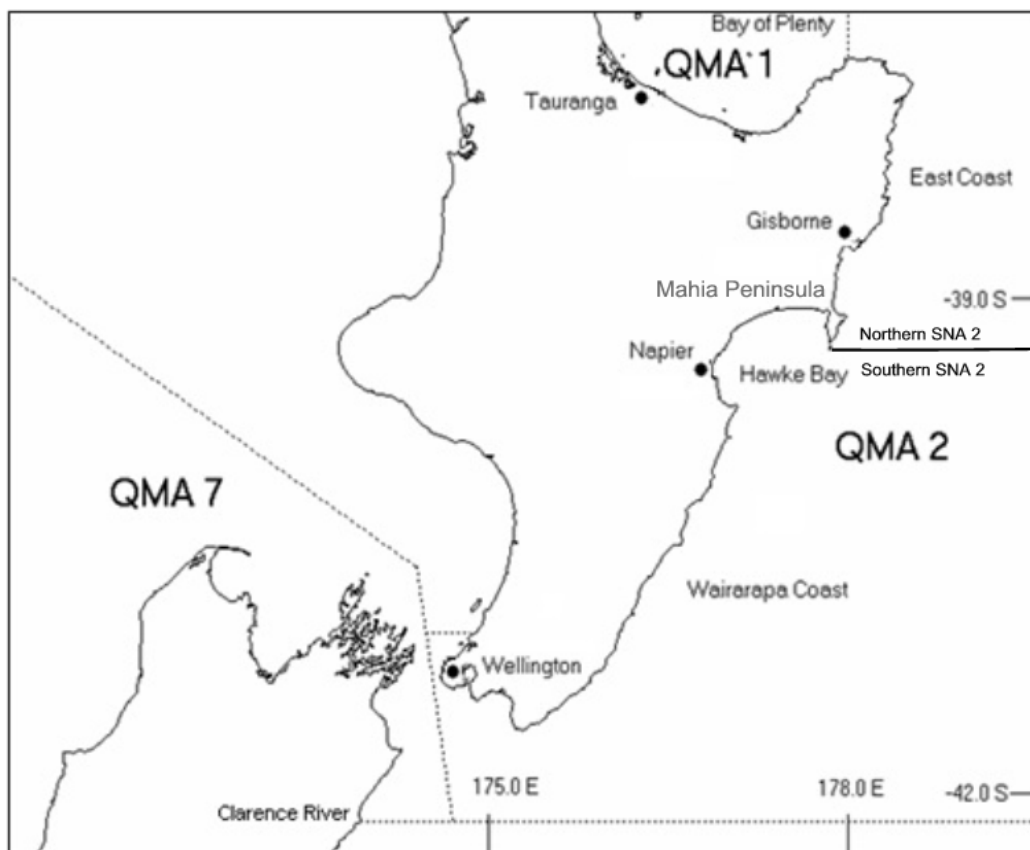 Bay of Plenty
QMA 1
Tauranga
East Coast
Gisborne
Mahia Peninsula
-39.0 S
Northern SNA 2
Napier
Hawke Bay
Southern SNA 2
QMA 2
QMA 7
Wairarapa Coast
Wellington
175.0 E
178.0 E
-42.0 S
Clarence River